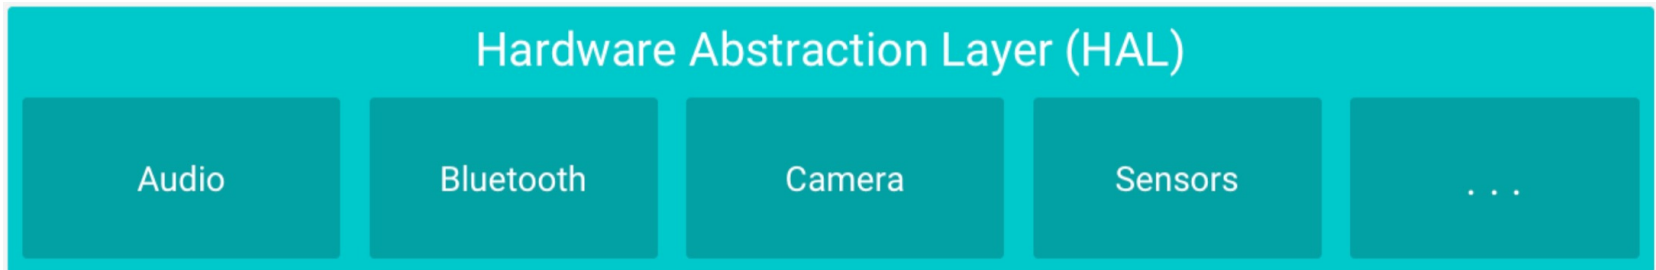 Hardware Abstraction Layer (HAL)
Audio
Bluetooth
Camera
Sensors
. . .